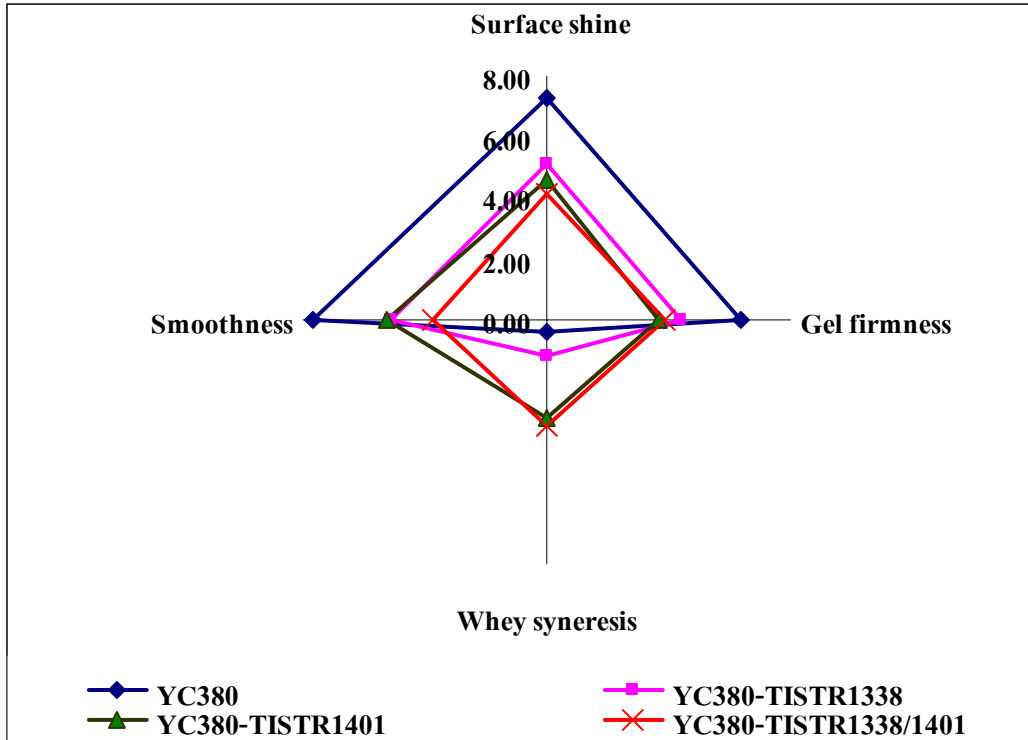 Surface shine
8.00
6.00
4.00
2.00
0.00
Smoothness
Gel firmness
Whey syneresis
YC380
YC380-TISTR1338
YC380-TISTR1401
YC380-TISTR1338/1401